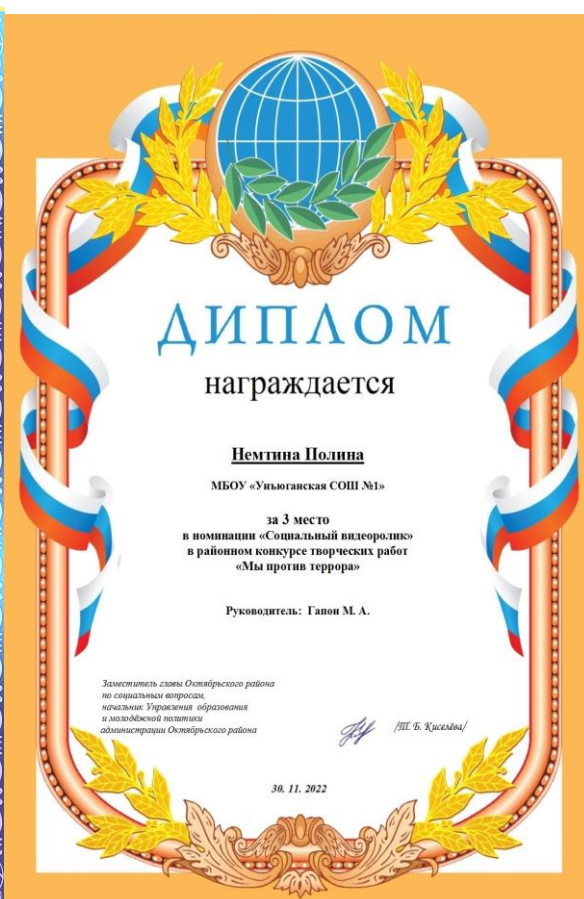 ДИПЛОМ
награждается
Немтина Полина
МБОУ «Унъюганская СОШ №1»
за 3 место
в номинации «Социальный видеоролик»
в районном конкурсе творческих работ
«Мы против террора»
Руководитель: Гапон М. А.
Заместитель главы Октябрьского района
по социальным вопросам,
начальник Управления образования
и молодёжной политики
администрации Октябрьского района
/Т. Б. Киселёва/
30. 11. 2022